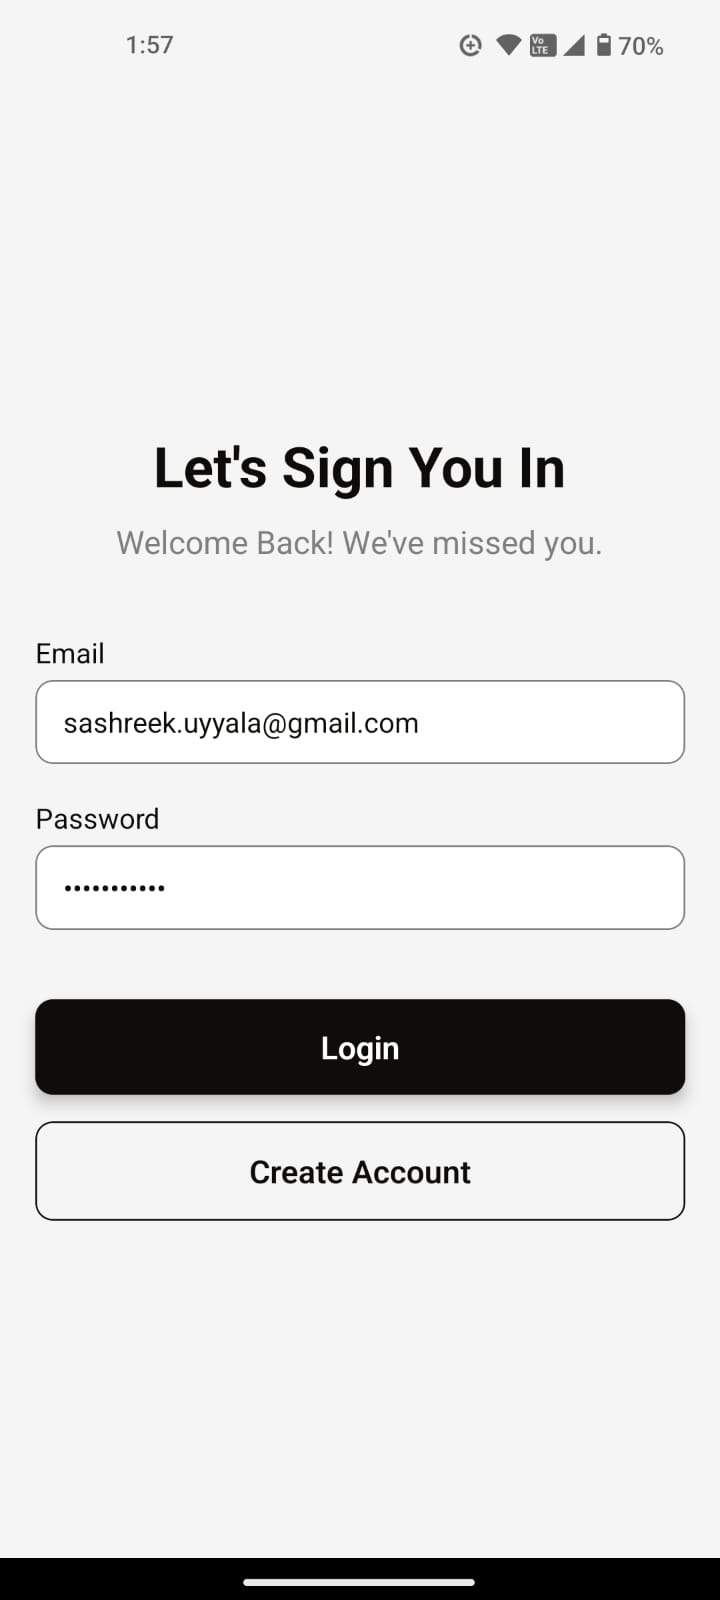 1:57
Vo LTE 70%
Let's Sign You In
Welcome Back! We've missed you.
Email
sashreek.uyyala@gmail.com
Password
•••••••••••
Login
Create Account